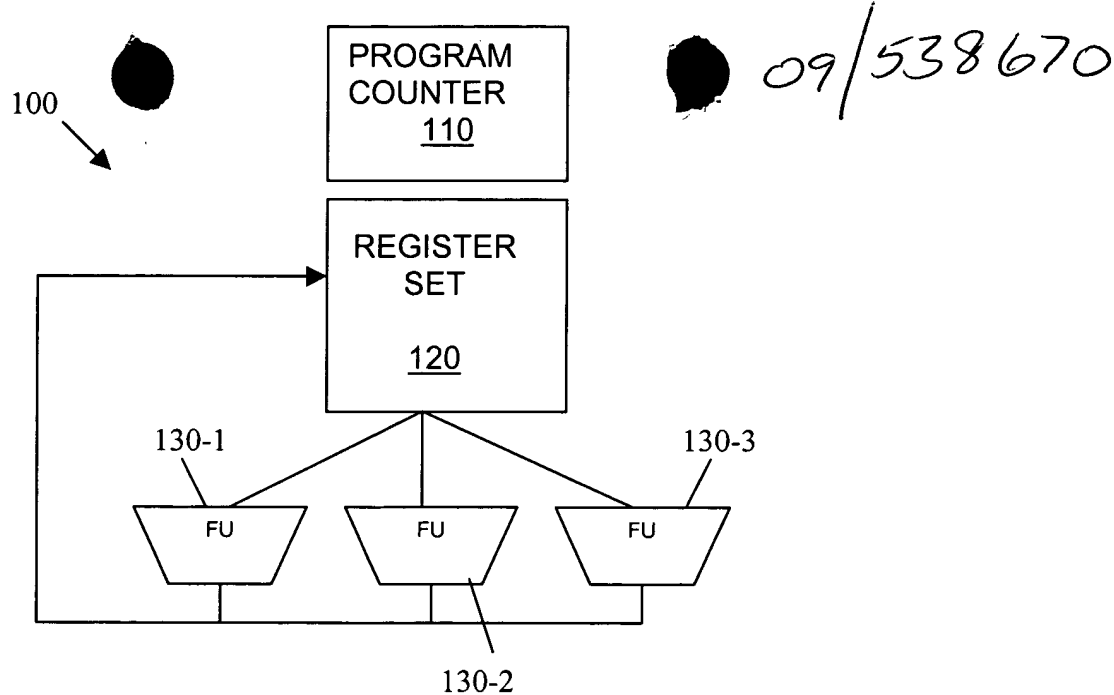 09/538670
PROGRAM
COUNTER
110
100
REGISTER
SET
120
130-1
130-3
FU
FU
FU
130-2